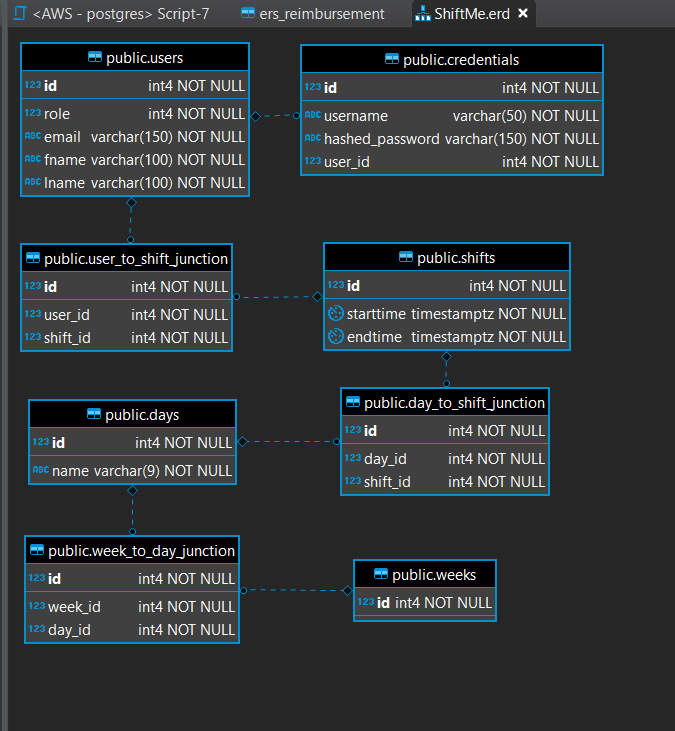 <AWS - postgres> Script-7
ers_reimbursement
ShiftMe.erd
public.users
123 id int4 NOT NULL
123 role int4 NOT NULL
ABC email varchar(150) NOT NULL
ABC fname varchar(100) NOT NULL
ABC lname varchar(100) NOT NULL
public.credentials
123 id int4 NOT NULL
ABC username varchar(50) NOT NULL
ABC hashed_password varchar(150) NOT NULL
123 user_id int4 NOT NULL
public.user_to_shift_junction
123 id int4 NOT NULL
123 user_id int4 NOT NULL
123 shift_id int4 NOT NULL
public.shifts
123 id int4 NOT NULL
starttime timestamptz NOT NULL
endtime timestamptz NOT NULL
public.days
123 id int4 NOT NULL
ABC name varchar(9) NOT NULL
public.day_to_shift_junction
123 id int4 NOT NULL
123 day_id int4 NOT NULL
123 shift_id int4 NOT NULL
public.week_to_day_junction
123 id int4 NOT NULL
123 week_id int4 NOT NULL
123 day_id int4 NOT NULL
public.weeks
123 id int4 NOT NULL